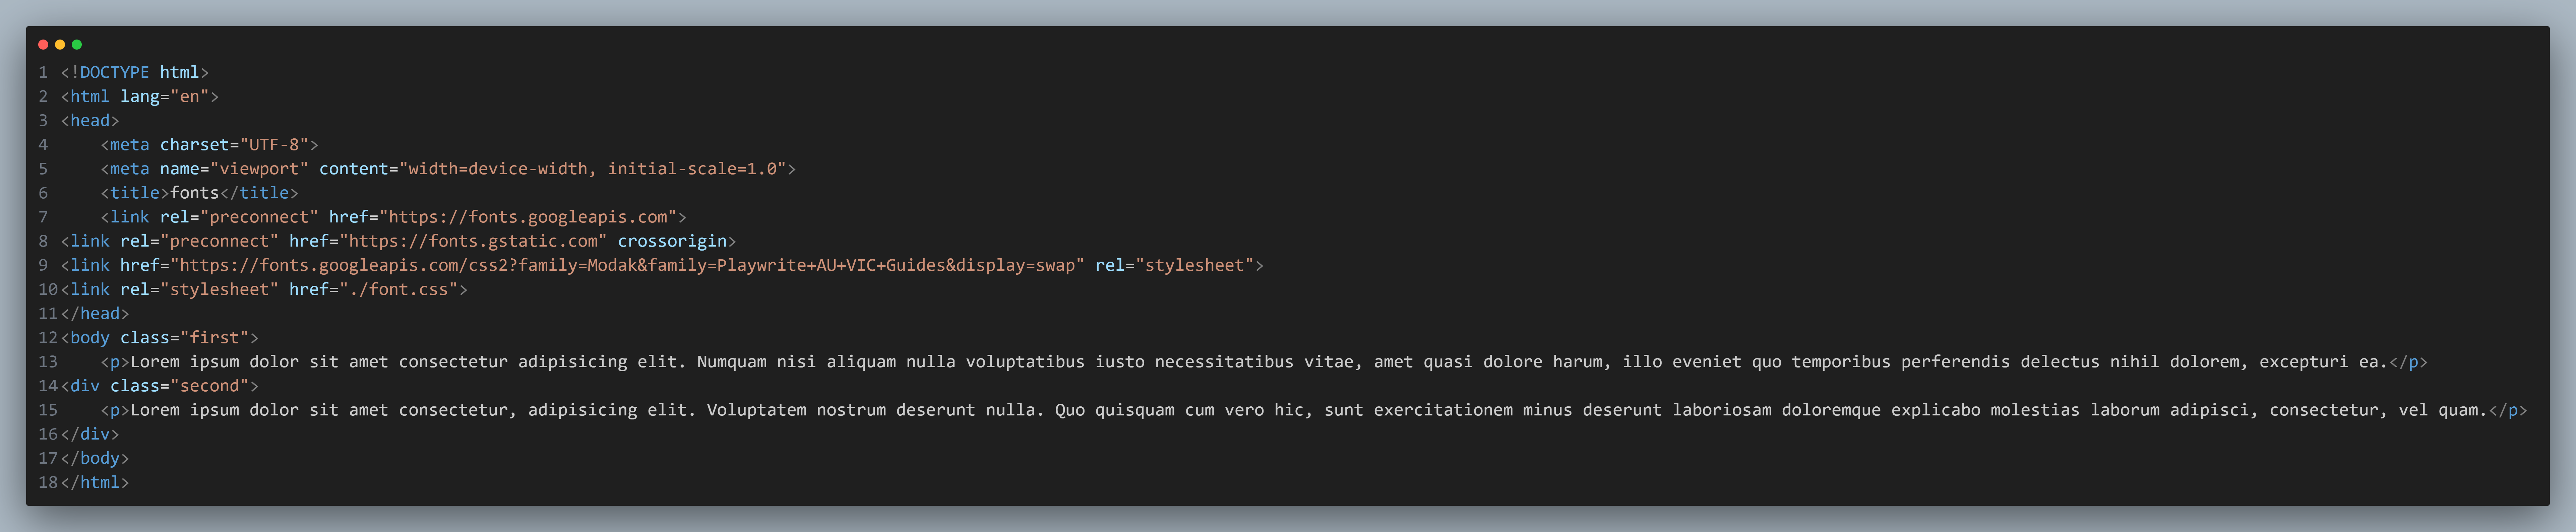 1 <!DOCTYPE html>
2 <html lang="en">
3 <head>
4     <meta charset="UTF-8">
5     <meta name="viewport" content="width=device-width, initial-scale=1.0">
6     <title>fonts</title>
7     <link rel="preconnect" href="https://fonts.googleapis.com">
8 <link rel="preconnect" href="https://fonts.gstatic.com" crossorigin>
9 <link href="https://fonts.googleapis.com/css2?family=Modak&family=Playwrite+AU+VIC+Guides&display=swap" rel="stylesheet">
10 <link rel="stylesheet" href="./font.css">
11 </head>
12 <body class="first">
13     <p>Lorem ipsum dolor sit amet consectetur adipisicing elit. Numquam nisi aliquam nulla voluptatibus iusto necessitatibus vitae, amet quasi dolore harum, illo eveniet quo temporibus perferendis delectus nihil dolorem, excepturi ea.</p>
14 <div class="second">
15     <p>Lorem ipsum dolor sit amet consectetur, adipisicing elit. Voluptatem nostrum deserunt nulla. Quo quisquam cum vero hic, sunt exercitationem minus deserunt laboriosam doloremque explicabo molestias laborum adipisci, consectetur, vel quam.</p>
16 </div>
17 </body>
18 </html>